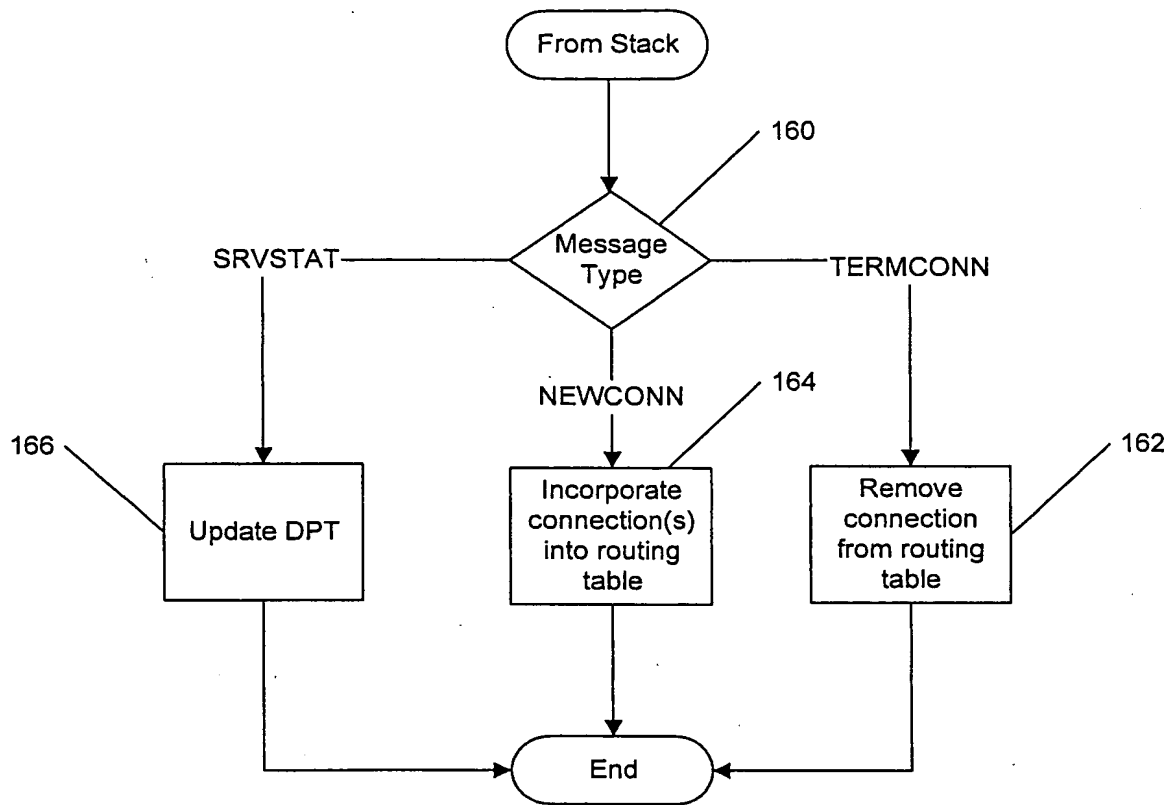 From Stack
160
Message
Type
SRVSTAT
TERMCONN
NEWCONN
164
166
162
Update DPT
Incorporate
connection(s)
into routing
table
Remove
connection
from routing
table
End